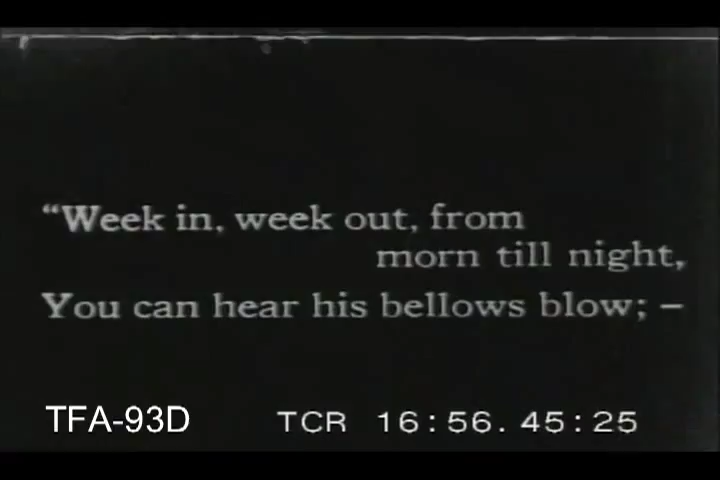 “Week in, week out, from
morn till night,
You can hear his bellows blow; –
TFA-93D TCR 16:56.45:25